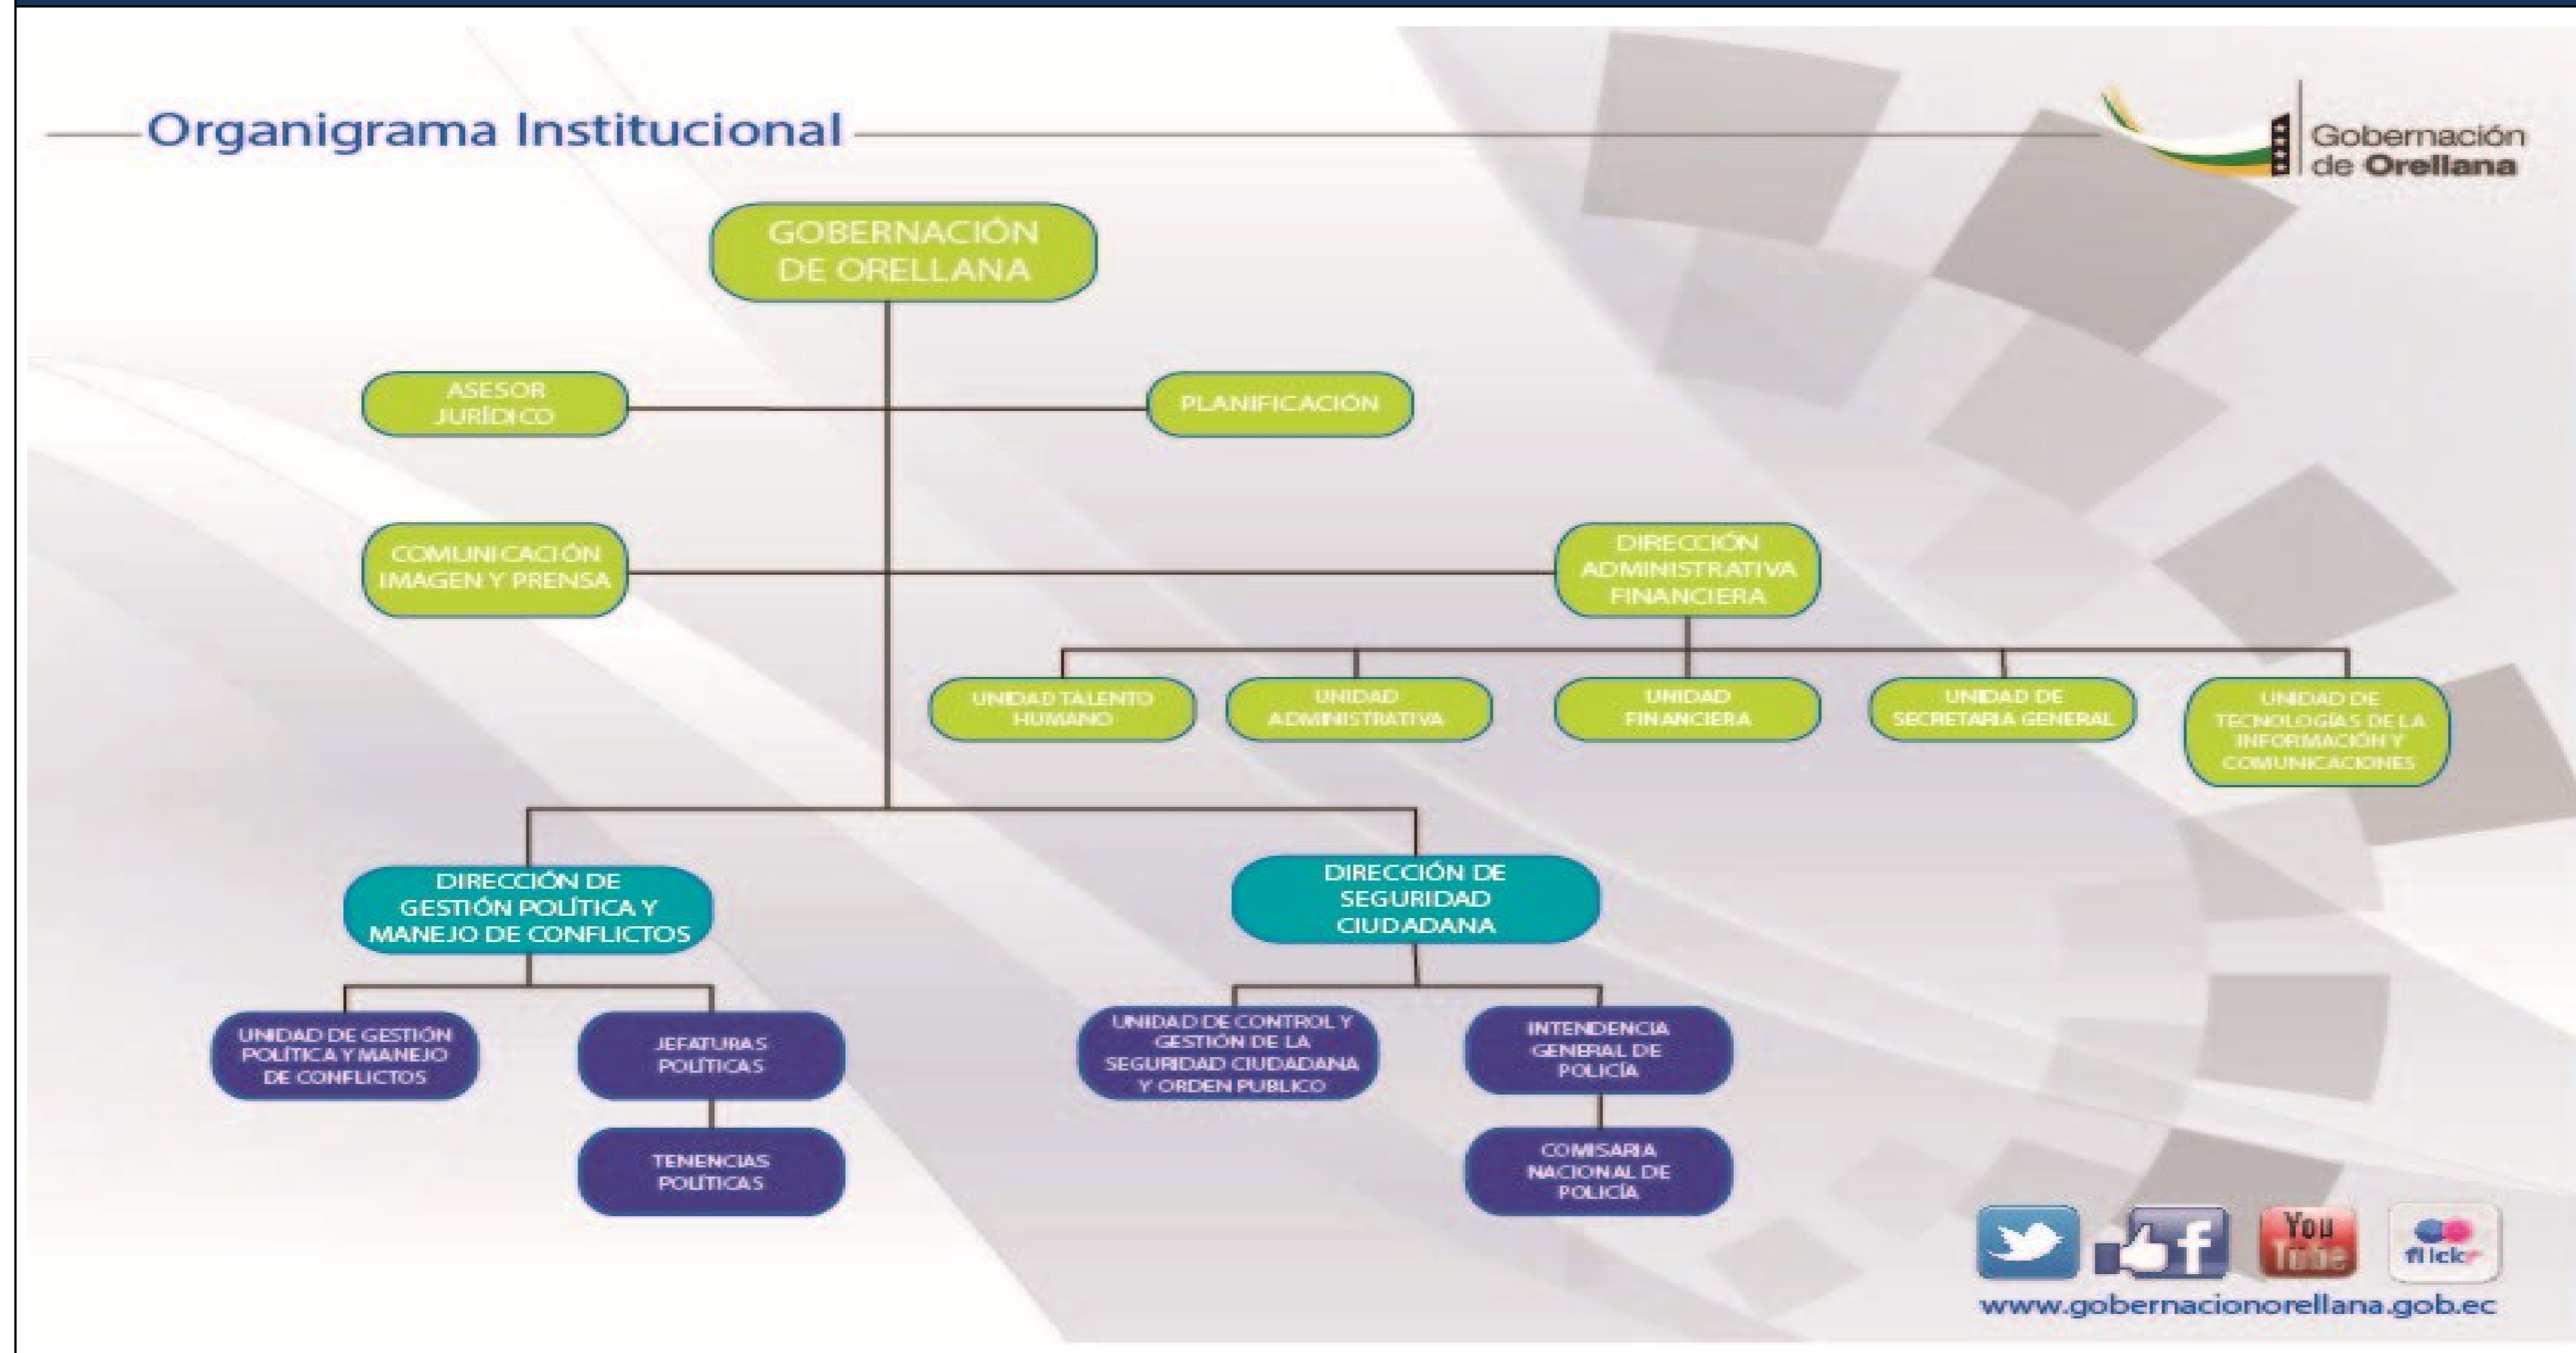 Organigrama Institucional
Gobernación
de Orellana
GOBERNACIÓN
DE ORELLANA
ASESOR
JURÍDICO
PLANIFICACIÓN
COMUNICACIÓN
IMAGEN Y PRENSA
DIRECCIÓN
ADMINISTRATIVA
FINANCIERA
UNIDAD TALENTO
HUMANO
UNIDAD
ADMINISTRATIVA
UNIDAD
FINANCIERA
UNIDAD DE
SECRETARIA GENERAL
UNIDAD DE
TECNOLOGÍAS DE LA
INFORMACIÓN Y
COMUNICACIONES
DIRECCIÓN DE
GESTIÓN POLÍTICA Y
MANEJO DE CONFLICTOS
DIRECCIÓN DE
SEGURIDAD
CIUDADANA
UNIDAD DE GESTIÓN
POLÍTICA Y MANEJO
DE CONFLICTOS
JEFATURAS
POLÍTICAS
UNIDAD DE CONTROL Y
GESTIÓN DE LA
SEGURIDAD CIUDADANA
Y ORDEN PUBLICO
INTENDENCIA
GENERAL DE
POLICÍA
TENENCIAS
POLÍTICAS
COMISARIA
NACIONAL DE
POLICÍA
f
You
Tube
flickr
www.gobernacionorellana.gob.ec